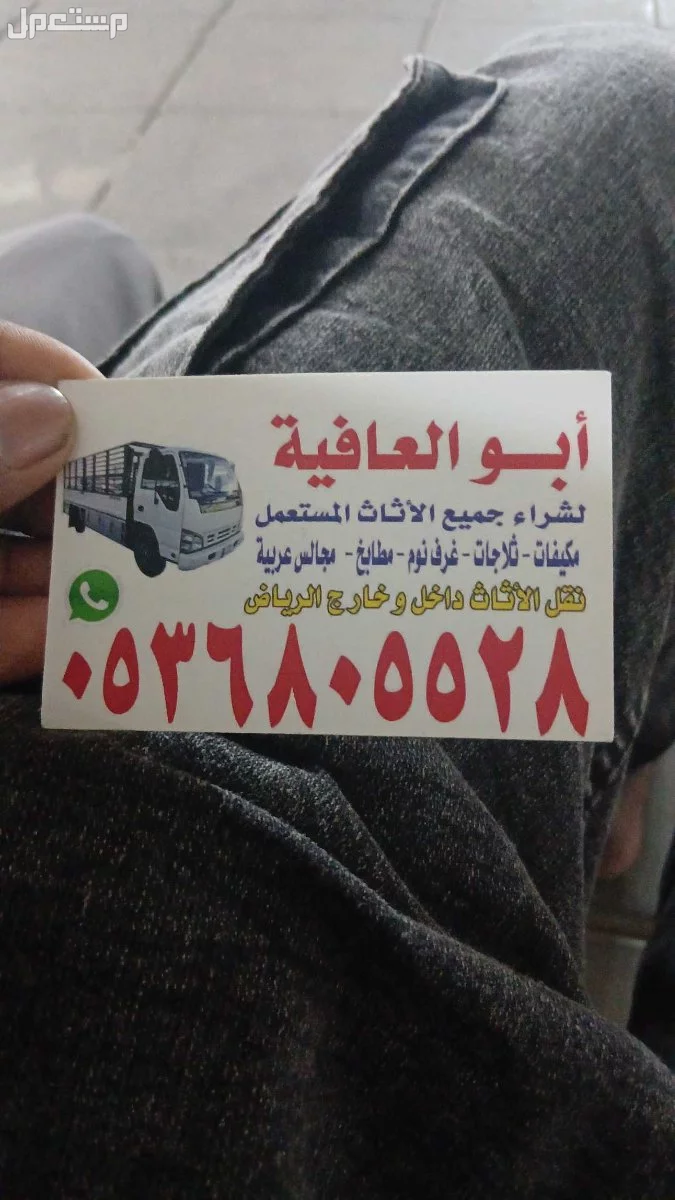 مستعمل
أبو العافية
لشراء جميع الأثاث المستعمل
مكيفات - ثلاجات - غرف نوم - مطابخ - مجالس عربية
نقل الأثاث داخل و خارج الرياض
٠٥٣٦٨٠٥٥٢٨